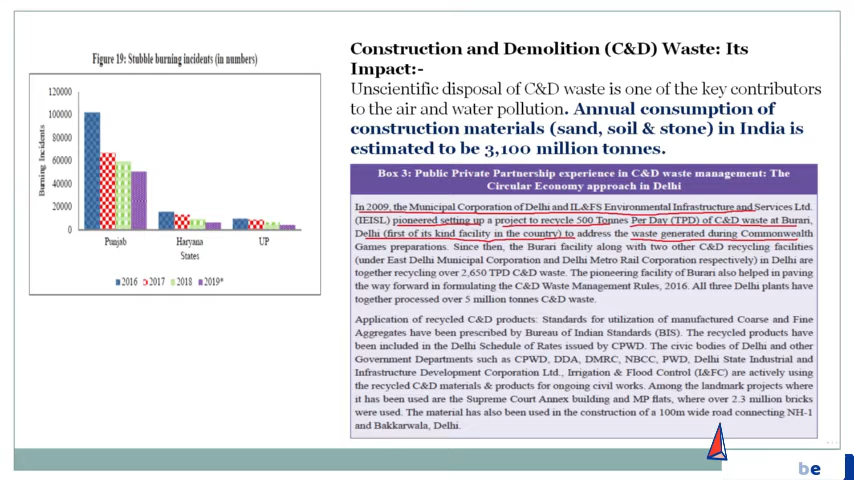 Figure 19: Stubble burning incidents (in numbers)
120000
100000
80000
60000
40000
20000
0
Burning Incidents
Punjab
Haryana
UP
States
2016
2017
2018
2019*
Construction and Demolition (C&D) Waste: Its
Impact:-
Unscientific disposal of C&D waste is one of the key contributors
to the air and water pollution. Annual consumption of
construction materials (sand, soil & stone) in India is
estimated to be 3,100 million tonnes.
Box 3: Public Private Partnership experience in C&D waste management: The
Circular Economy approach in Delhi
In 2009, the Municipal Corporation of Delhi and IL&FS Environmental Infrastructure and Services Ltd.
(IEISL) pioneered setting up a project to recycle 500 Tonnes Per Day (TPD) of C&D waste at Burari,
Delhi (first of its kind facility in the country) to address the waste generated during Commonwealth
Games preparations. Since then, the Burari facility along with two other C&D recycling facilities
(under East Delhi Municipal Corporation and Delhi Metro Rail Corporation respectively) in Delhi are
together recycling over 2,650 TPD C&D waste. The pioneering facility of Burari also helped in paving
the way forward in formulating the C&D Waste Management Rules, 2016. All three Delhi plants have
together processed over 5 million tonnes C&D waste.
Application of recycled C&D products: Standards for utilization of manufactured Coarse and Fine
Aggregates have been prescribed by Bureau of Indian Standards (BIS). The recycled products have
been included in the Delhi Schedule of Rates issued by CPWD. The civic bodies of Delhi and other
Government Departments such as CPWD, DDA, DMRC, NBCC, PWD, Delhi State Industrial and
Infrastructure Development Corporation Ltd., Irrigation & Flood Control (I&FC) are actively using
the recycled C&D materials & products for ongoing civil works. Among the landmark projects where
it has been used are the Supreme Court Annex building and MP flats, where over 2.3 million bricks
were used. The material has also been used in the construction of a 100m wide road connecting NH-1
and Bakkarwala, Delhi.
be